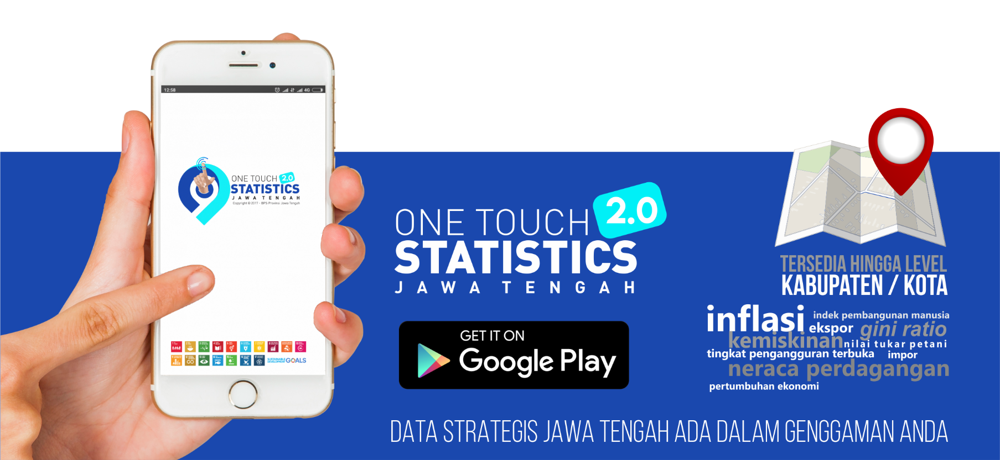 12:58
4G
ONE TOUCH 2.0
STATISTICS
JAWA TENGAH
Copyright © 2017 - BPS Provinsi Jawa Tengah
SUSTAINABLE
DEVELOPMENT GOALS
ONE TOUCH 2.0
STATISTICS
JAWA TENGAH
GET IT ON
Google Play
TERSEDIA HINGGA LEVEL
KABUPATEN / KOTA
inflasi
indek pembangunan manusia
ekspor
gini ratio
kemiskinan
nilai tukar petani
tingkat pengangguran terbuka
impor
neraca perdagangan
pertumbuhan ekonomi
DATA STRATEGIS JAWA TENGAH ADA DALAM GENGGAMAN ANDA